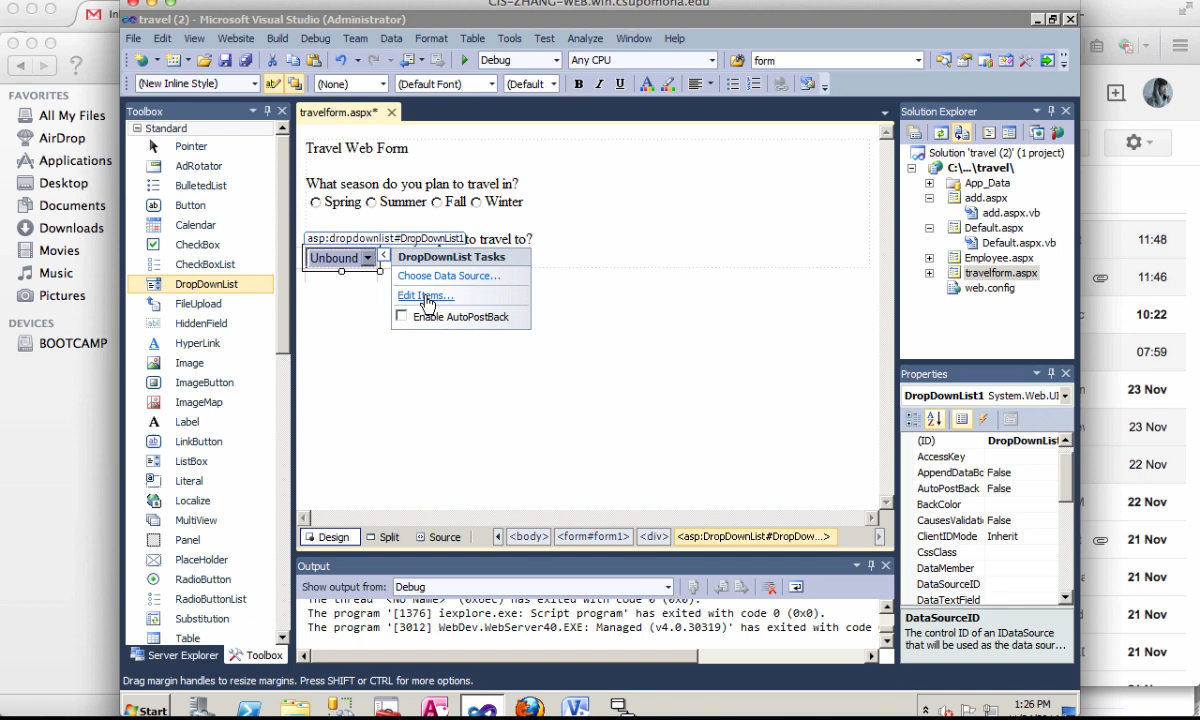 CIS-ZHANG-WEB.win.csupomona.edu
travel (2) - Microsoft Visual Studio (Administrator)
File Edit View Website Build Debug Team Data Format Table Tools Test Analyze Window Help
Debug Any CPU form
(New Inline Style) (None) (Default Font) (Default B I U A
FAVORITES
All My Files
AirDrop
Applications
Desktop
Documents
Downloads
Movies
Music
Pictures
DEVICES
BOOTCAMP
Toolbox
Standard
Pointer
AdRotator
BulletedList
Button
Calendar
CheckBox
CheckBoxList
DropDownList
FileUpload
HiddenField
HyperLink
Image
ImageButton
ImageMap
Label
LinkButton
ListBox
Literal
Localize
MultiView
Panel
PlaceHolder
RadioButton
RadioButtonList
Substitution
Table
Server Explorer Toolbox
travelform.aspx*
Travel Web Form
What season do you plan to travel in?
Spring Summer Fall Winter
asp:dropdownlist#DropDownList1 to travel to?
Unbound
DropDownList Tasks
Choose Data Source...
Edit Items...
Enable AutoPostBack
Design Split Source <body> <form#form1> <div> <asp:DropDownList#DropDow...>
Output
Show output from: Debug
The thread '<No Name>' (0xdec) has exited with code 0 (0x0).
The program '[1376] iexplore.exe: Script program' has exited with code 0 (0x0).
The program '[3012] WebDev.WebServer40.EXE: Managed (v4.0.30319)' has exited with code
Solution Explorer
Solution 'travel (2)' (1 project)
C:\...\travel\
App_Data
add.aspx
add.aspx.vb
Default.aspx
Default.aspx.vb
Employee.aspx
travelform.aspx
web.config
Properties
DropDownList1 System.Web.UI
(ID) DropDownList
AccessKey
AppendDataBo False
AutoPostBack False
BackColor
CausesValidati False
ClientIDMode Inherit
CssClass
DataMember
DataSourceID
DataTextField
DataSourceID
The control ID of an IDataSource
that will be used as the data sour...
Drag margin handles to resize margins. Press SHIFT or CTRL for more options.
Start
1:26 PM
11:48
11:46
10:22
07:59
23 Nov
23 Nov
22 Nov
22 Nov
21 Nov
21 Nov
21 Nov
21 Nov